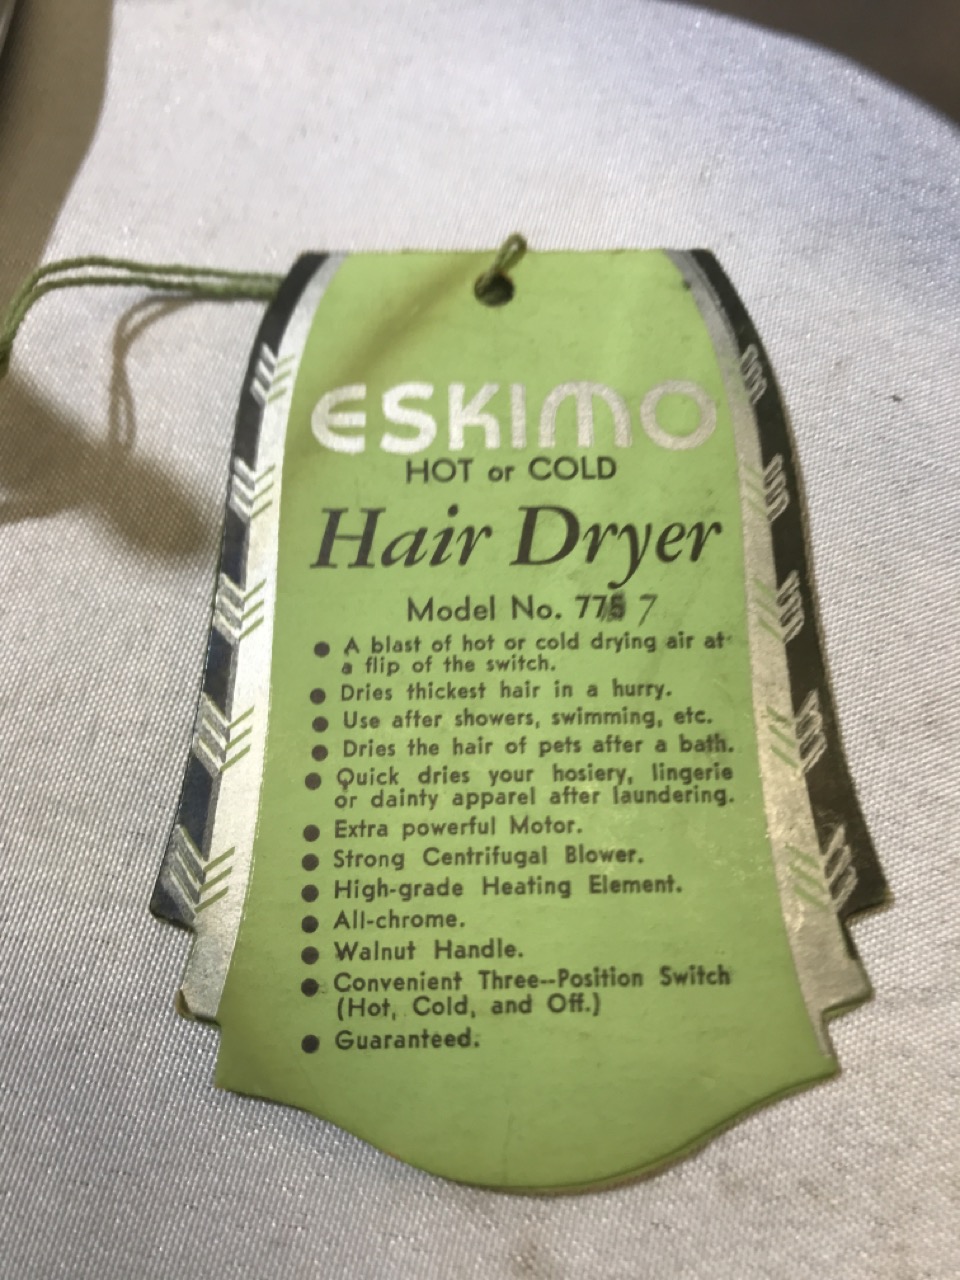 ESKIMO
HOT or COLD
Hair Dryer
Model No. 775 7
• A blast of hot or cold drying air at
a flip of the switch.
• Dries thickest hair in a hurry.
• Use after showers, swimming, etc.
• Dries the hair of pets after a bath.
• Quick dries your hosiery, lingerie
or dainty apparel after laundering.
• Extra powerful Motor.
• Strong Centrifugal Blower.
• High-grade Heating Element.
• All-chrome.
• Walnut Handle.
• Convenient Three--Position Switch
(Hot, Cold, and Off.)
• Guaranteed.